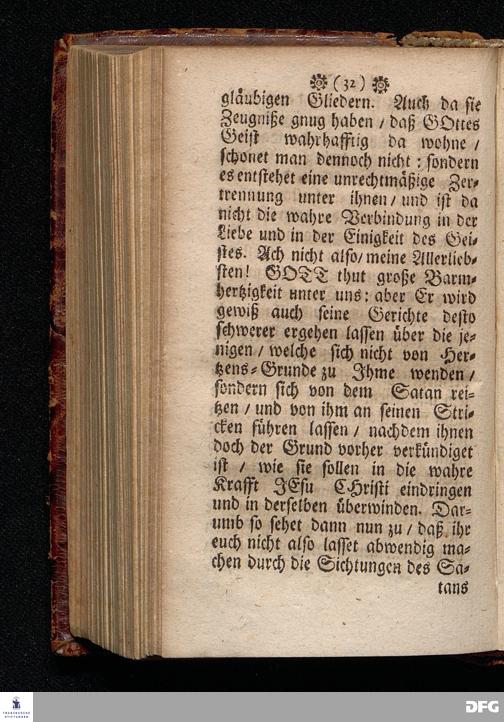 (32)
gläubigen Gliedern. Auch da sie
Zeugniße gnug haben / daß GOttes
Geist wahrhafftig da wohne /
schonet man dennoch nicht: sondern
es entstehet eine unrechtmäßige Zer-
trennung unter ihnen / und ist da
nicht die wahre Verbindung in der
Liebe und in der Einigkeit des Gei-
stes. Ach nicht also / meine Allerlieb-
sten! GOTT thut große Barm-
hertzigkeit unter uns: aber Er wird
gewiß auch seine Gerichte desto
schwerer ergehen lassen über die je-
nigen / welche sich nicht von Her-
tzens-Grunde zu Ihme wenden /
sondern sich von dem Satan rei-
tzen / und von ihm an seinen Stri-
cken führen lassen / nachdem ihnen
doch der Grund vorher verkündiget
ist / wie sie sollen in die wahre
Krafft JEsu CHristi eindringen
und in derselben überwinden. Dar-
umb so sehet dann nun zu / daß ihr
euch nicht also lasset abwendig ma-
chen durch die Sichtungen des Sa-
tans
FRANCKESCHE
STIFTUNGEN
DFG